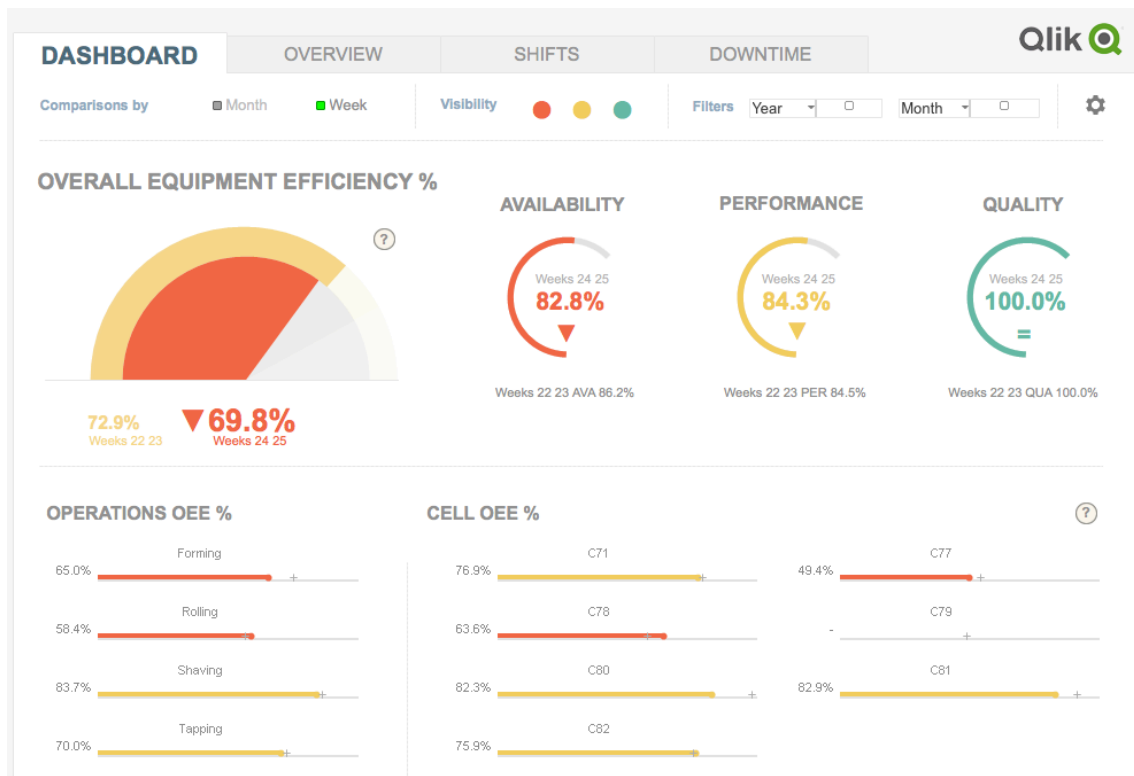 Qlik
DASHBOARD OVERVIEW SHIFTS DOWNTIME
Comparisons by Month Week Visibility Filters Year Month
OVERALL EQUIPMENT EFFICIENCY %
?
72.9%
Weeks 22 23
69.8%
Weeks 24 25
AVAILABILITY
Weeks 24 25
82.8%
Weeks 22 23 AVA 86.2%
PERFORMANCE
Weeks 24 25
84.3%
Weeks 22 23 PER 84.5%
QUALITY
Weeks 24 25
100.0%
=
Weeks 22 23 QUA 100.0%
OPERATIONS OEE %
Forming
65.0%
Rolling
58.4%
Shaving
83.7%
Tapping
70.0%
CELL OEE %
?
C71
76.9%
C77
49.4%
C78
63.6%
C79
-
C80
82.3%
C81
82.9%
C82
75.9%